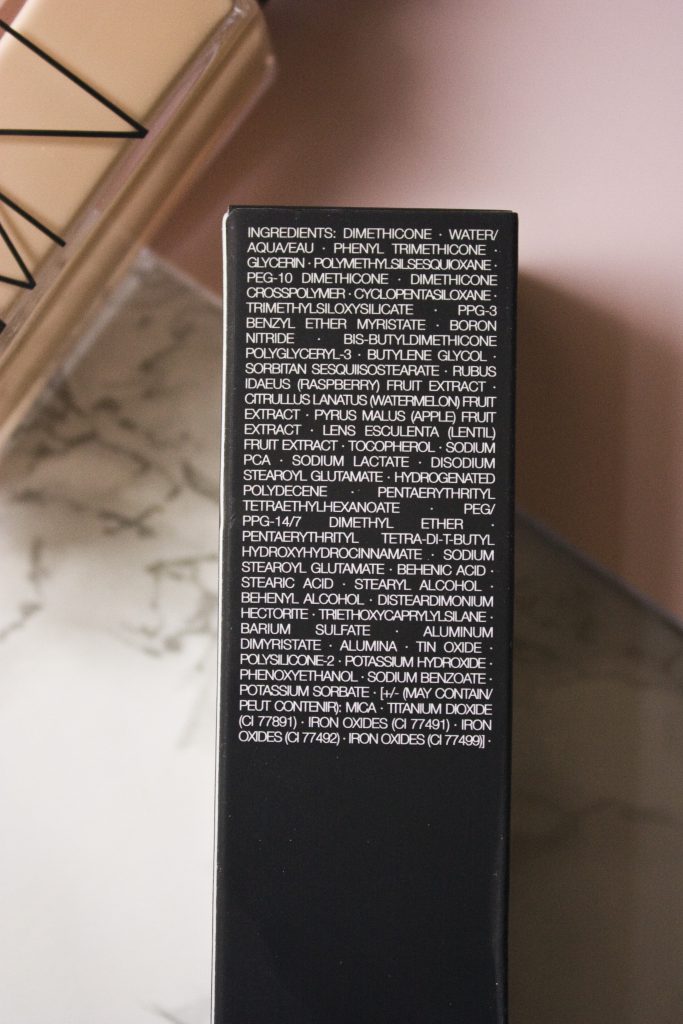 INGREDIENTS: DIMETHICONE · WATER/
AQUA/EAU · PHENYL TRIMETHICONE ·
GLYCERIN · POLYMETHYLSILSESQUIOXANE ·
PEG-10 DIMETHICONE · DIMETHICONE
CROSSPOLYMER · CYCLOPENTASILOXANE ·
TRIMETHYLSILOXYSILICATE · PPG-3
BENZYL ETHER MYRISTATE · BORON
NITRIDE · BIS-BUTYLDIMETHICONE
POLYGLYCERYL-3 · BUTYLENE GLYCOL ·
SORBITAN SESQUIISOSTEARATE · RUBUS
IDAEUS (RASPBERRY) FRUIT EXTRACT ·
CITRULLUS LANATUS (WATERMELON) FRUIT
EXTRACT · PYRUS MALUS (APPLE) FRUIT
EXTRACT · LENS ESCULENTA (LENTIL)
FRUIT EXTRACT · TOCOPHEROL · SODIUM
PCA · SODIUM LACTATE · DISODIUM
STEAROYL GLUTAMATE · HYDROGENATED
POLYDECENE · PENTAERYTHRITYL
TETRAETHYLHEXANOATE · PEG/
PPG-14/7 DIMETHYL ETHER ·
PENTAERYTHRITYL TETRA-DI-T-BUTYL
HYDROXYHYDROCINNAMATE · SODIUM
STEAROYL GLUTAMATE · BEHENIC ACID ·
STEARIC ACID · STEARYL ALCOHOL ·
BEHENYL ALCOHOL · DISTEARDIMONIUM
HECTORITE · TRIETHOXYCAPRYLYLSILANE ·
BARIUM SULFATE · ALUMINUM
DIMYRISTATE · ALUMINA · TIN OXIDE ·
POLYSILICONE-2 · POTASSIUM HYDROXIDE ·
PHENOXYETHANOL · SODIUM BENZOATE ·
POTASSIUM SORBATE · [+/- (MAY CONTAIN/
PEUT CONTENIR): MICA · TITANIUM DIOXIDE
(CI 77891) · IRON OXIDES (CI 77491) · IRON
OXIDES (CI 77492) · IRON OXIDES (CI 77499)] ·